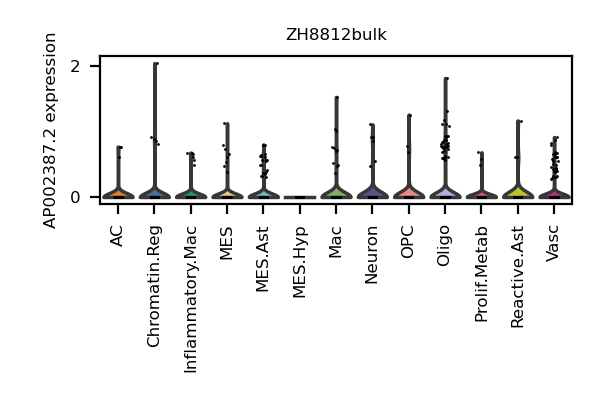 ZH8812bulk
AP002387.2 expression
2
0
AC
Chromatin.Reg
Inflammatory.Mac
MES
MES.Ast
MES.Hyp
Mac
Neuron
OPC
Oligo
Prolif.Metab
Reactive.Ast
Vasc